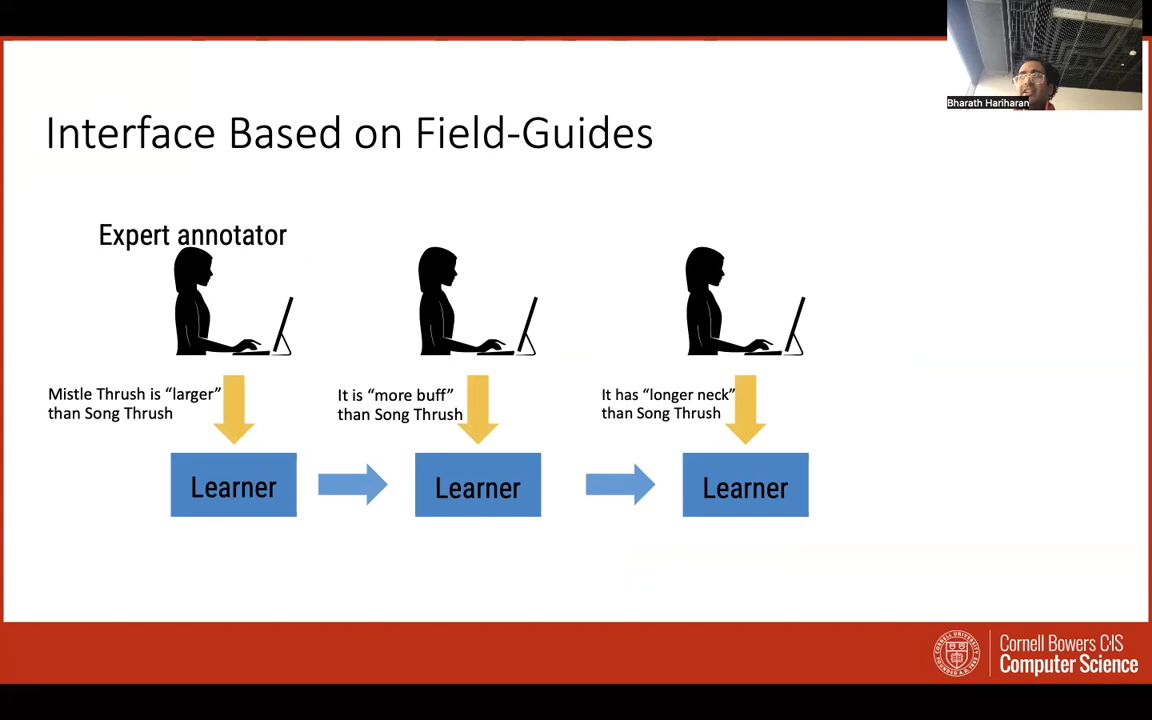 Bharath Hariharan
Interface Based on Field-Guides
Expert annotator
Mistle Thrush is “larger”
than Song Thrush
It is “more buff”
than Song Thrush
It has “longer neck”
than Song Thrush
Learner
Learner
Learner
Cornell Bowers CIS
Computer Science